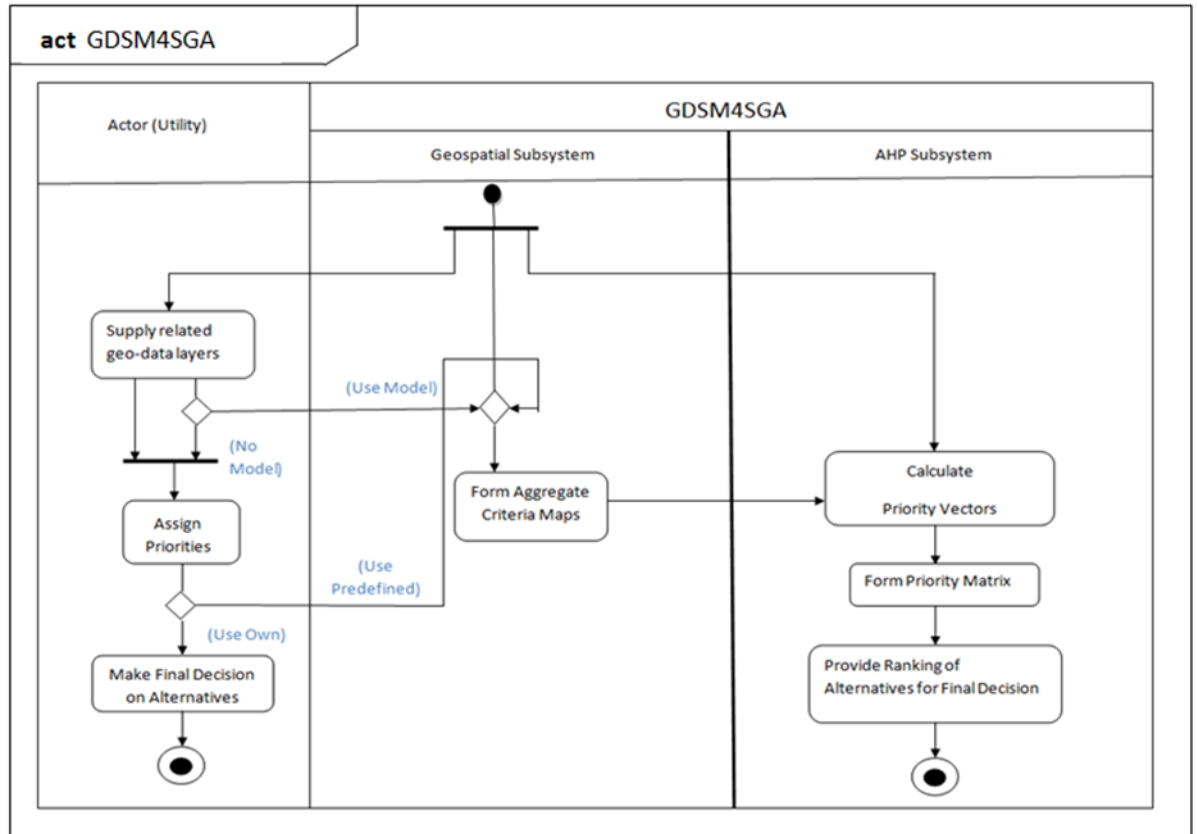 act GDSM4SGA
Actor (Utility)
GDSM4SGA
Geospatial Subsystem
AHP Subsystem
Supply related
geo-data layers
(Use Model)
(No
Model)
Assign
Priorities
Form Aggregate
Criteria Maps
Calculate
Priority Vectors
(Use
Predefined)
Form Priority Matrix
(Use Own)
Make Final Decision
on Alternatives
Provide Ranking of
Alternatives for Final Decision